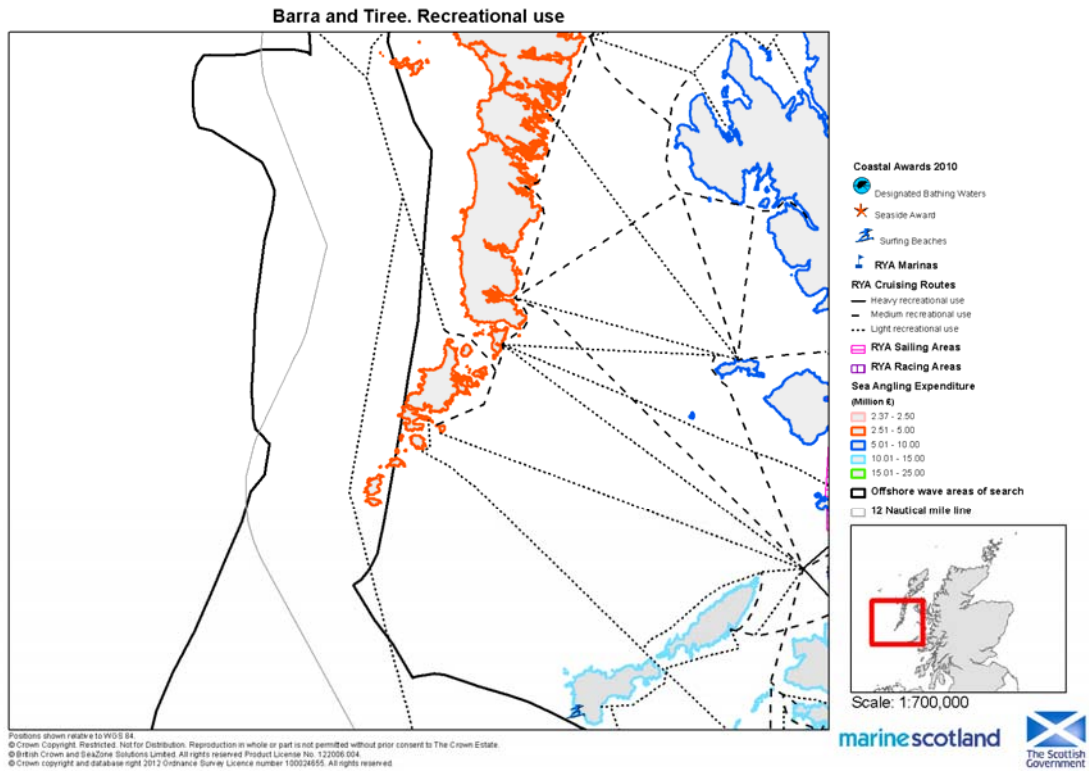 Barra and Tiree. Recreational use
Coastal Awards 2010
Designated Bathing Waters
Seaside Award
Surfing Beaches
RYA Marinas
RYA Cruising Routes
Heavy recreational use
Medium recreational use
Light recreational use
RYA Sailing Areas
RYA Racing Areas
Sea Angling Expenditure
(Million €)
2.37 - 2.50
2.51 - 5.00
5.01 - 10.00
10.01 - 15.00
15.01 - 25.00
Offshore wave areas of search
12 Nautical mile line
Scale: 1:700,000
Positions shown relative to WGS 84.
© Crown Copyright. Restricted. Not for Distribution. Reproduction in whole or part is not permitted without prior consent to The Crown Estate.
© British Crown and SeaZone Solutions Limited. All rights reserved Product License No. 122006.004.
© Crown copyright and database right 2012 Ordnance Survey Licence number 100024655. All rights reserved.
marinescotland
The Scottish
Government